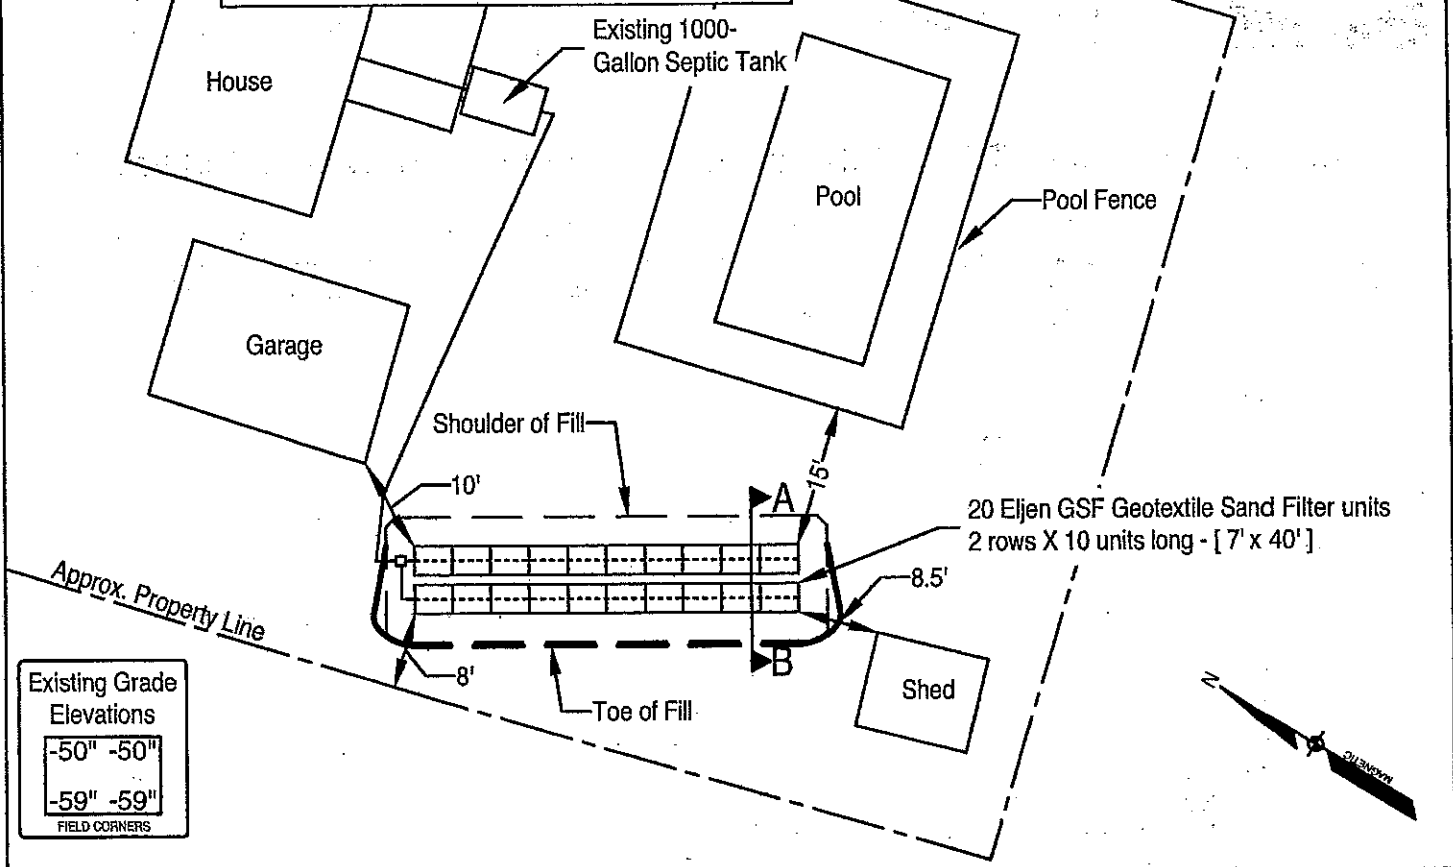 Existing 1000-
Gallon Septic Tank
House
Pool
Pool Fence
Garage
Shoulder of Fill
10'
15'
A
20 Eljen GSF Geotextile Sand Filter units
2 rows X 10 units long - [ 7' x 40' ]
8.5'
Approx. Property Line
B
8'
Shed
Toe of Fill
N
MAGNETIC
Existing Grade
Elevations
-50" -50"
-59" -59"
FIELD CORNERS